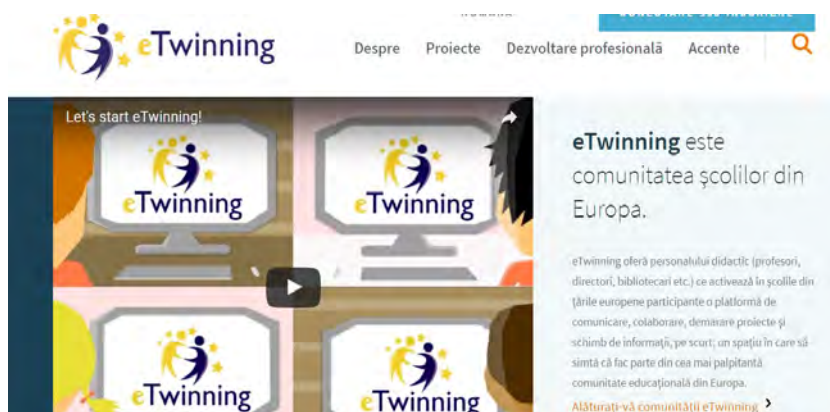 eTwinning
Despre Proiecte Dezvoltare profesională Accente
Let's start eTwinning!
eTwinning
eTwinning
eTwinning
eTwinning
eTwinning este
comunitatea școlilor din
Europa.
eTwinning oferă personalului didactic (profesori,
directori, bibliotecari etc.) ce activează în școlile din
țările europene participante o platformă de
comunicare, colaborare, demarare proiecte și
schimb de informații, pe scurt, un spațiu în care să
simtă că fac parte din cea mai palpitantă
comunitate educațională din Europa.
Alăturați-vă comunității eTwinning